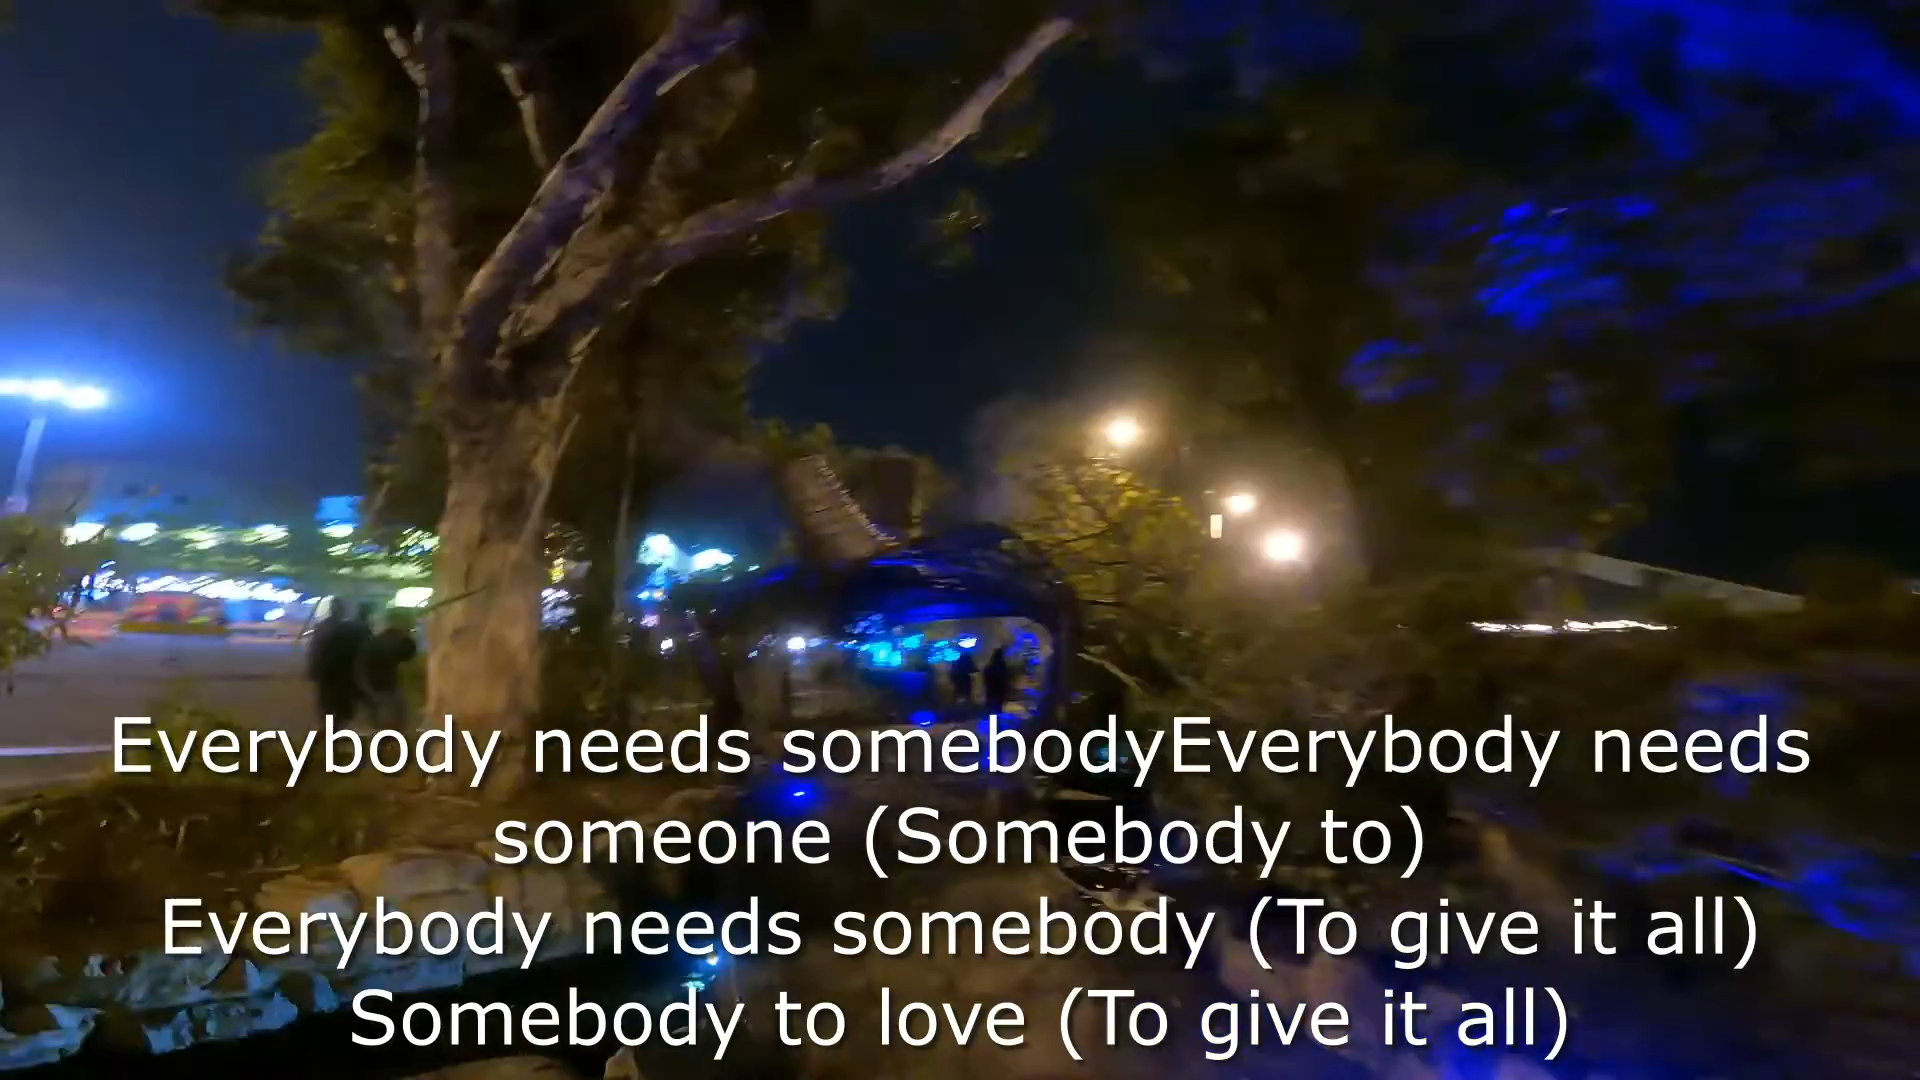 Everybody needs somebodyEverybody needs
someone (Somebody to)
Everybody needs somebody (To give it all)
Somebody to love (To give it all)